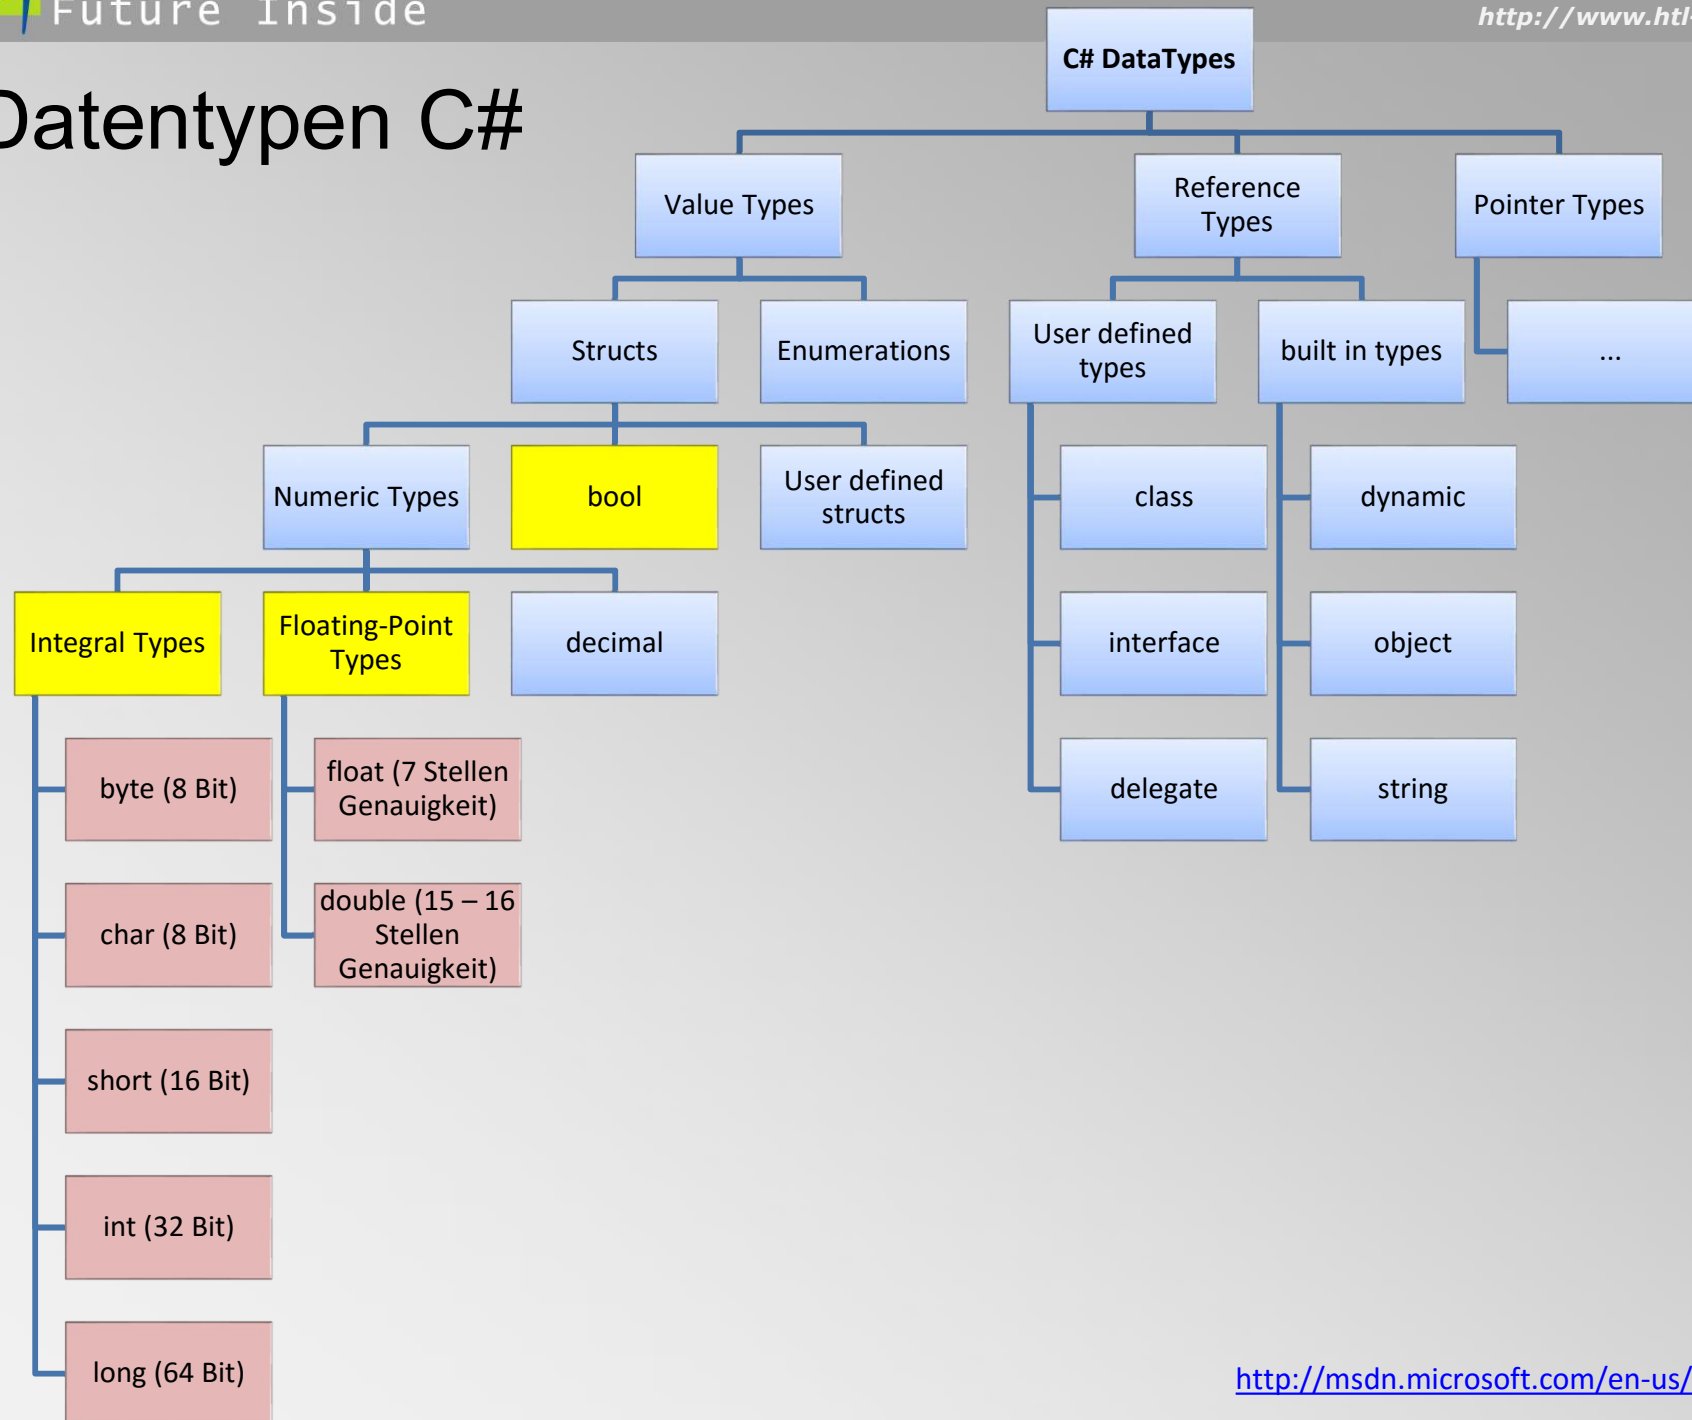 Future Inside
http://www.htl-
Datentypen C#
C# DataTypes
Value Types
Reference
Types
Pointer Types
Structs
Enumerations
User defined
types
built in types
...
Numeric Types
bool
User defined
structs
class
dynamic
Integral Types
Floating-Point
Types
decimal
interface
object
byte (8 Bit)
float (7 Stellen
Genauigkeit)
delegate
string
char (8 Bit)
double (15 – 16
Stellen
Genauigkeit)
short (16 Bit)
int (32 Bit)
long (64 Bit)
http://msdn.microsoft.com/en-us/